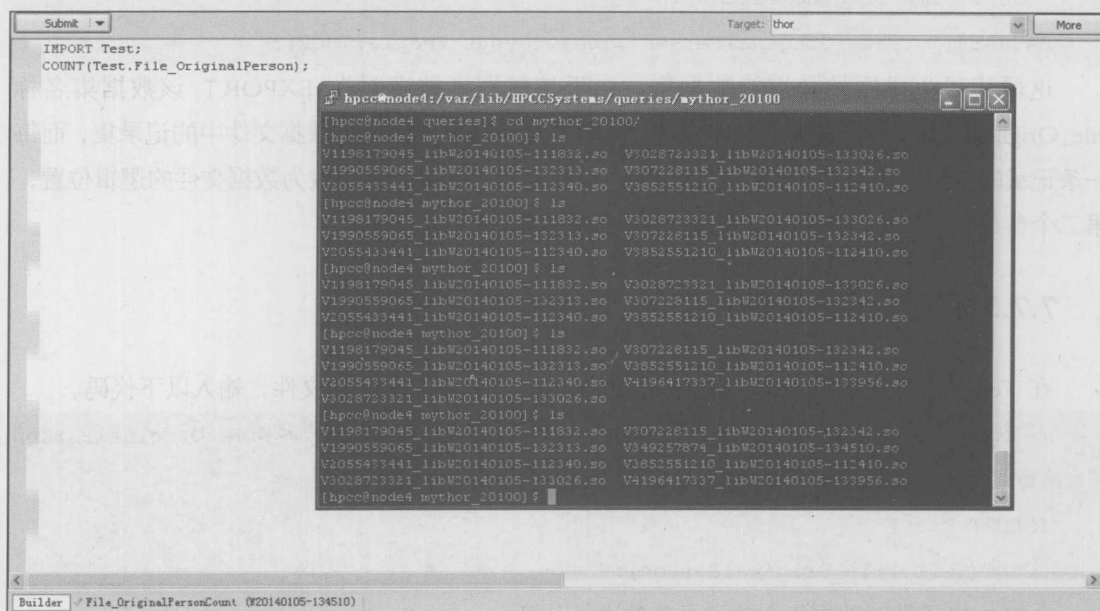 Submit
Target: thor
More
IMPORT Test;
COUNT(Test.File_OriginalPerson);
hpcc@node4:/var/lib/HPCCSystems/queries/mythor_20100
[hpcc@node4 queries]$ cd mythor_20100/
[hpcc@node4 mythor_20100]$ ls
V1198179045_libW20140105-111832.so V3028723321_libW20140105-133026.so
V1990559065_libW20140105-132313.so V307228115_libW20140105-132342.so
V2055433441_libW20140105-112340.so V3852551210_libW20140105-112410.so
[hpcc@node4 mythor_20100]$ ls
V1198179045_libW20140105-111832.so V3028723321_libW20140105-133026.so
V1990559065_libW20140105-132313.so V307228115_libW20140105-132342.so
V2055433441_libW20140105-112340.so V3852551210_libW20140105-112410.so
[hpcc@node4 mythor_20100]$ ls
V1198179045_libW20140105-111832.so V3028723321_libW20140105-133026.so
V1990559065_libW20140105-132313.so V307228115_libW20140105-132342.so
V2055433441_libW20140105-112340.so V3852551210_libW20140105-112410.so
[hpcc@node4 mythor_20100]$ ls
V1198179045_libW20140105-111832.so V307228115_libW20140105-132342.so
V1990559065_libW20140105-132313.so V3852551210_libW20140105-112410.so
V2055433441_libW20140105-112340.so V4196417337_libW20140105-133956.so
V3028723321_libW20140105-133026.so
[hpcc@node4 mythor_20100]$ ls
V1198179045_libW20140105-111832.so V307228115_libW20140105-132342.so
V1990559065_libW20140105-132313.so V349257874_libW20140105-134510.so
V2055433441_libW20140105-112340.so V3852551210_libW20140105-112410.so
V3028723321_libW20140105-133026.so V4196417337_libW20140105-133956.so
[hpcc@node4 mythor_20100]$
Builder File_OriginalPersonCount (W20140105-134510)